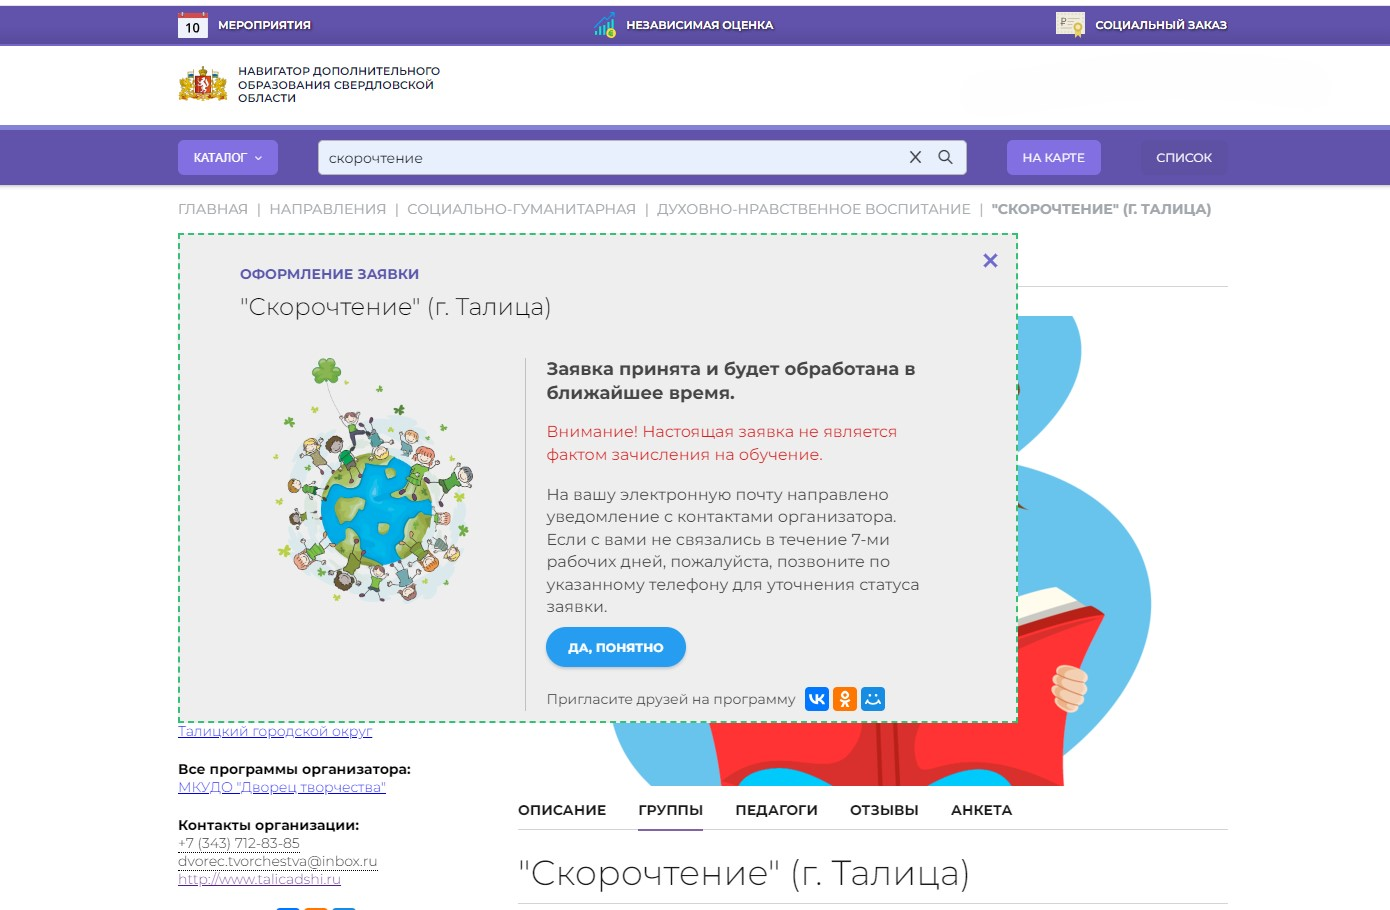 10 МЕРОПРИЯТИЯ
НЕЗАВИСИМАЯ ОЦЕНКА
СОЦИАЛЬНЫЙ ЗАКАЗ
НАВИГАТОР ДОПОЛНИТЕЛЬНОГО
ОБРАЗОВАНИЯ СВЕРДЛОВСКОЙ
ОБЛАСТИ
КАТАЛОГ
скорочтение
НА КАРТЕ
СПИСОК
ГЛАВНАЯ | НАПРАВЛЕНИЯ | СОЦИАЛЬНО-ГУМАНИТАРНАЯ | ДУХОВНО-НРАВСТВЕННОЕ ВОСПИТАНИЕ | "СКОРОЧТЕНИЕ" (Г. ТАЛИЦА)
ОФОРМЛЕНИЕ ЗАЯВКИ
"Скорочтение" (г. Талица)
Заявка принята и будет обработана в
ближайшее время.
Внимание! Настоящая заявка не является
фактом зачисления на обучение.
На вашу электронную почту направлено
уведомление с контактами организатора.
Если с вами не связались в течение 7-ми
рабочих дней, пожалуйста, позвоните по
указанному телефону для уточнения статуса
заявки.
ДА, ПОНЯТНО
Пригласите друзей на программу
Талицкий городской округ
Все программы организатора:
МКУДО "Дворец творчества"
Контакты организации:
+7 (343) 712-83-85
dvorec.tvorchestva@inbox.ru
http://www.talicadshi.ru
ОПИСАНИЕ ГРУППЫ ПЕДАГОГИ ОТЗЫВЫ АНКЕТА
"Скорочтение" (г. Талица)